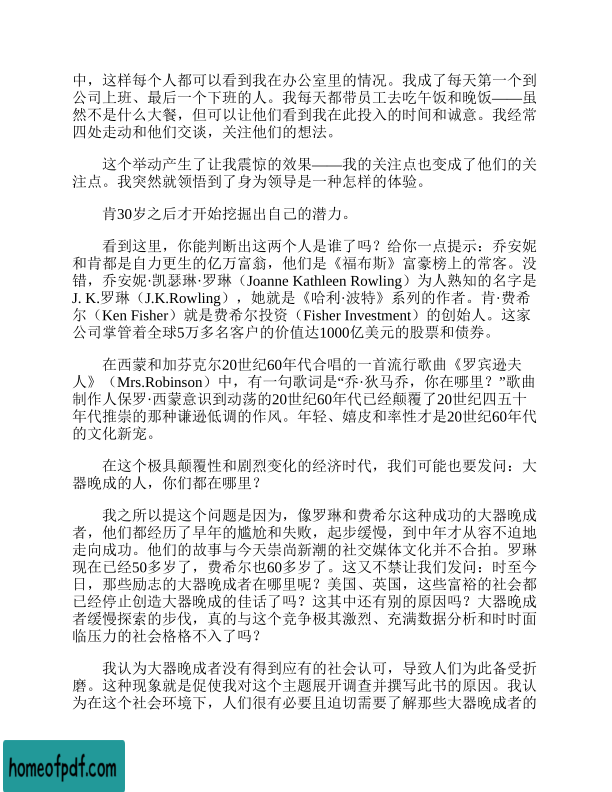 中，这样每个人都可以看到我在办公室里的情况。我成了每天第一个到
公司上班、最后一个下班的人。我每天都带员工去吃午饭和晚饭——虽
然不是什么大餐，但可以让他们看到我在此投入的时间和诚意。我经常
四处走动和他们交谈，关注他们的想法。
这个举动产生了让我震惊的效果——我的关注点也变成了他们的关
注点。我突然就领悟到了身为领导是一种怎样的体验。
肯30岁之后才开始挖掘出自己的潜力。
看到这里，你能判断出这两个人是谁了吗？给你一点提示：乔安妮
和肯都是自力更生的亿万富翁，他们是《福布斯》富豪榜上的常客。没
错，乔安妮·凯瑟琳·罗琳（Joanne Kathleen Rowling）为人熟知的名字是
J. K.罗琳（J.K.Rowling），她就是《哈利·波特》系列的作者。肯·费希
尔（Ken Fisher）就是费希尔投资（Fisher Investment）的创始人。这家
公司掌管着全球5万多名客户的价值达1000亿美元的股票和债券。
在西蒙和加芬克尔20世纪60年代合唱的一首流行歌曲《罗宾逊夫
人》（Mrs.Robinson）中，有一句歌词是“乔·狄马乔，你在哪里？”歌曲
制作人保罗·西蒙意识到动荡的20世纪60年代已经颠覆了20世纪四五十
年代推崇的那种谦逊低调的作风。年轻、嬉皮和率性才是20世纪60年代
的文化新宠。
在这个极具颠覆性和剧烈变化的经济时代，我们可能也要发问：大
器晚成的人，你们都在哪里？
我之所以提这个问题是因为，像罗琳和费希尔这种成功的大器晚成
者，他们都经历了早年的尴尬和失败，起步缓慢，到中年才从容不迫地
走向成功。他们的故事与今天崇尚新潮的社交媒体文化并不合拍。罗琳
现在已经50多岁了，费希尔也60多岁了。这又不禁让我们发问：时至今
日，那些励志的大器晚成者在哪里呢？美国、英国，这些富裕的社会都
已经停止创造大器晚成的佳话了吗？这其中还有别的原因吗？大器晚成
者缓慢探索的步伐，真的与这个竞争极其激烈、充满数据分析和时时面
临压力的社会格格不入了吗？
我认为大器晚成者没有得到应有的社会认可，导致人们为此备受折
磨。这种现象就是促使我对这个主题展开调查并撰写此书的原因。我认
为在这个社会环境下，人们很有必要且迫切需要了解那些大器晚成者的
homeofpdf.com